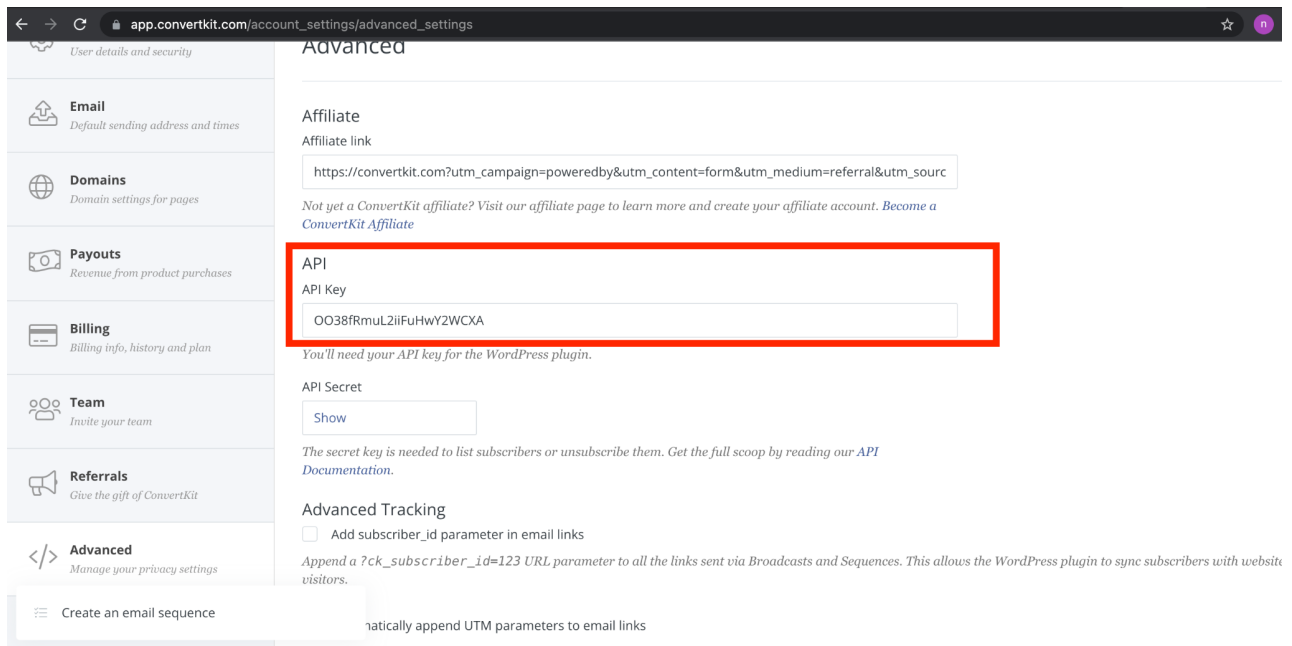 app.convertkit.com/account_settings/advanced_settings
n
User details and security
Email
Default sending address and times
Domains
Domain settings for pages
Payouts
Revenue from product purchases
Billing
Billing info, history and plan
Team
Invite your team
Referrals
Give the gift of ConvertKit
</> Advanced
Manage your privacy settings
Create an email sequence
Advanced
Affiliate
Affiliate link
https://convertkit.com?utm_campaign=poweredby&utm_content=form&utm_medium=referral&utm_sourc
Not yet a ConvertKit affiliate? Visit our affiliate page to learn more and create your affiliate account. Become a
ConvertKit Affiliate
API
API Key
OO38fRmuL2iiFuHwY2WCXA
You'll need your API key for the WordPress plugin.
API Secret
Show
The secret key is needed to list subscribers or unsubscribe them. Get the full scoop by reading our API
Documentation.
Advanced Tracking
Add subscriber_id parameter in email links
Append a ?ck_subscriber_id=123 URL parameter to all the links sent via Broadcasts and Sequences. This allows the WordPress plugin to sync subscribers with website
visitors.
matically append UTM parameters to email links